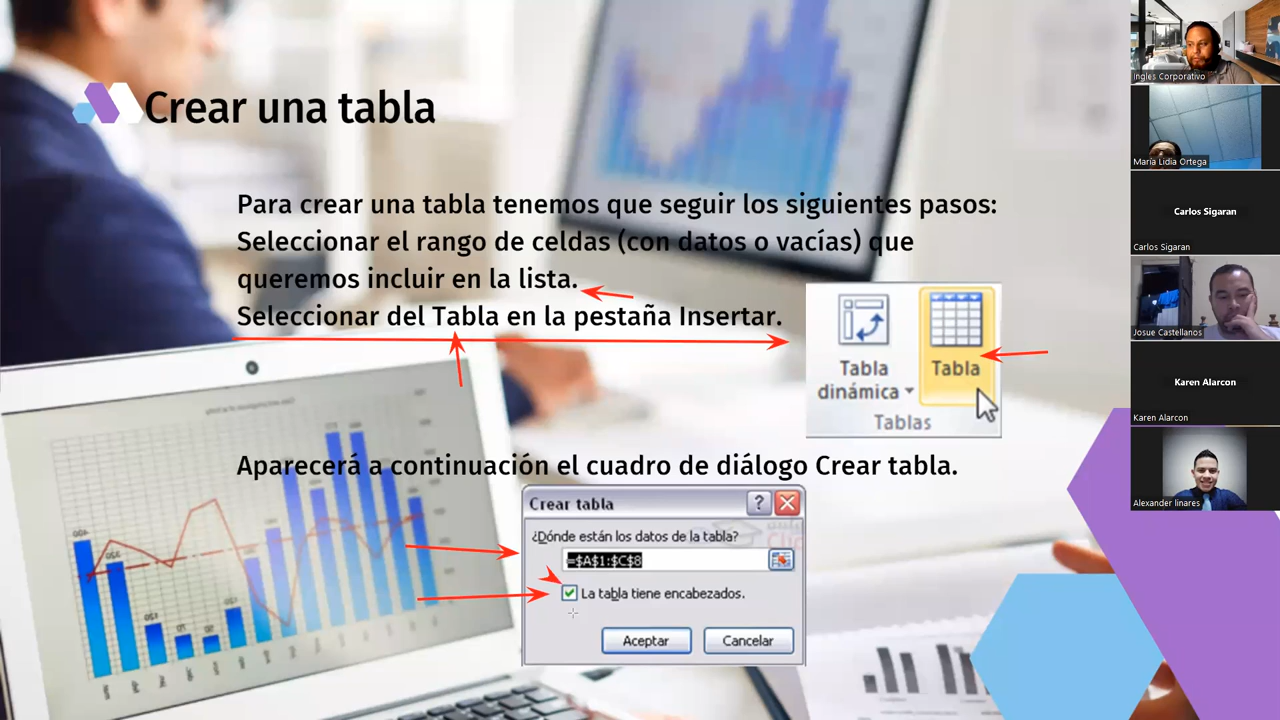 Crear una tabla
Para crear una tabla tenemos que seguir los siguientes pasos:
Seleccionar el rango de celdas (con datos o vacías) que
queremos incluir en la lista.
Seleccionar del Tabla en la pestaña Insertar.
Tabla
dinámica
Tabla
Tablas
Aparecerá a continuación el cuadro de diálogo Crear tabla.
Crear tabla
?
¿Dónde están los datos de la tabla?
=$A$1:$C$8
La tabla tiene encabezados.
Aceptar
Cancelar
Ingles Corporativo
María Lidia Ortega
Carlos Sigaran
Carlos Sigaran
Josue Castellanos
Karen Alarcon
Karen Alarcon
Alexander linares